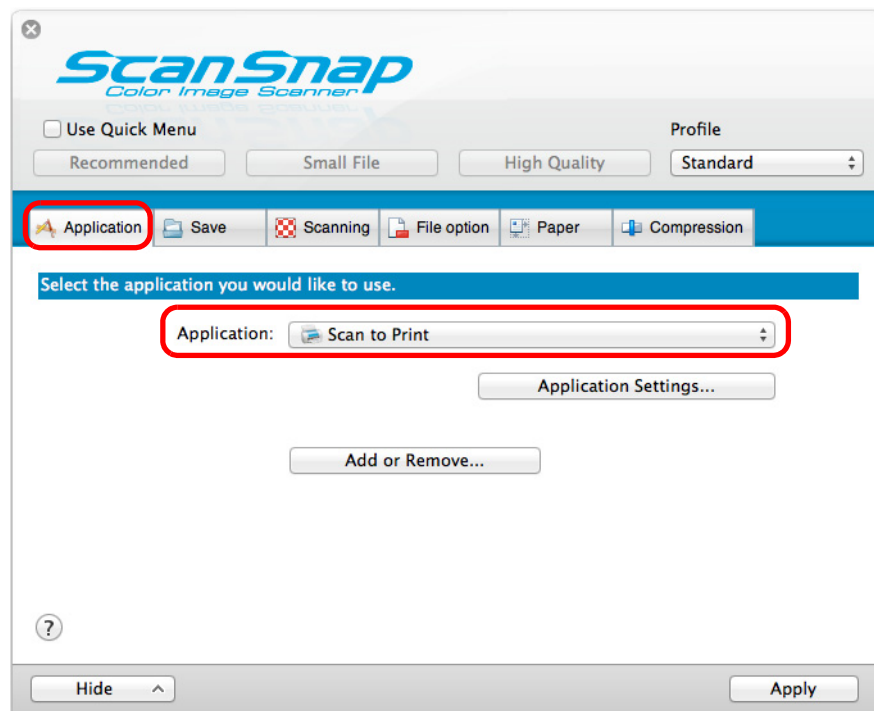 ScanSnap
Color Image Scanner
Use Quick Menu
Profile
Recommended
Small File
High Quality
Standard
Application
Save
Scanning
File option
Paper
Compression
Select the application you would like to use.
Application:
Scan to Print
Application Settings...
Add or Remove...
?
Hide
Apply